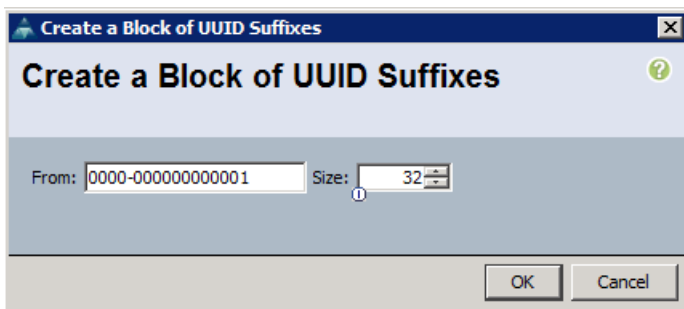 Create a Block of UUID Suffixes
Create a Block of UUID Suffixes
From: 0000-000000000001 Size: 32
OK Cancel